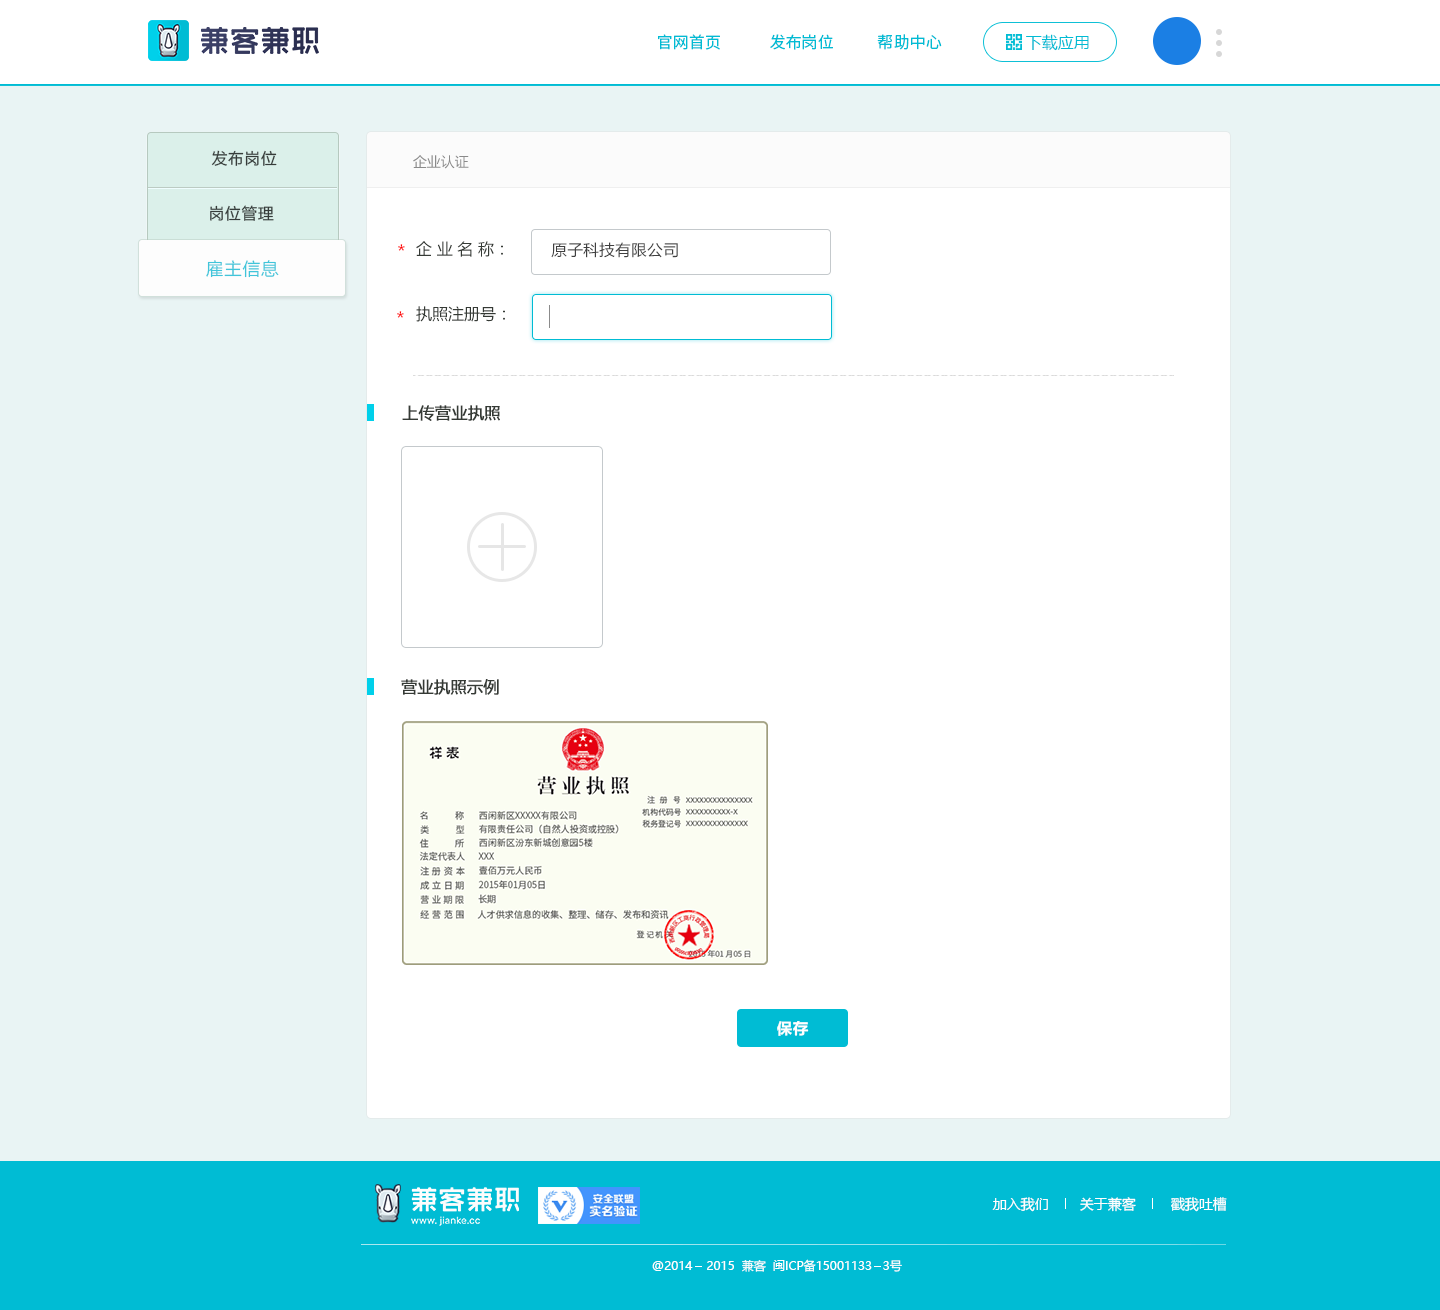 兼客兼职
官网首页 发布岗位 帮助中心 下载应用
发布岗位
岗位管理
雇主信息
企业认证
* 企业名称： 原子科技有限公司
* 执照注册号：
上传营业执照
营业执照示例
祥表
营业执照
注 册 号 XXXXXXXXXXXXXXX
机构代码号 XXXXXXXXXX-X
税务登记号 XXXXXXXXXXXXXX
名 称 西闲新区XXXXX有限公司
类 型 有限责任公司（自然人投资或控股）
住 所 西闲新区汾东新城创意园5楼
法定代表人 XXX
注册资本 壹佰万元人民币
成立日期 2015年01月05日
营业期限 长期
经营范围 人才供求信息的收集、整理、储存、发布和资讯
登记机
年01月05日
保存
兼客兼职
www.jianke.cc
安全联盟
实名验证
加入我们 关于兼客 戳我吐槽
@2014－2015 兼客 闽ICP备15001133－3号